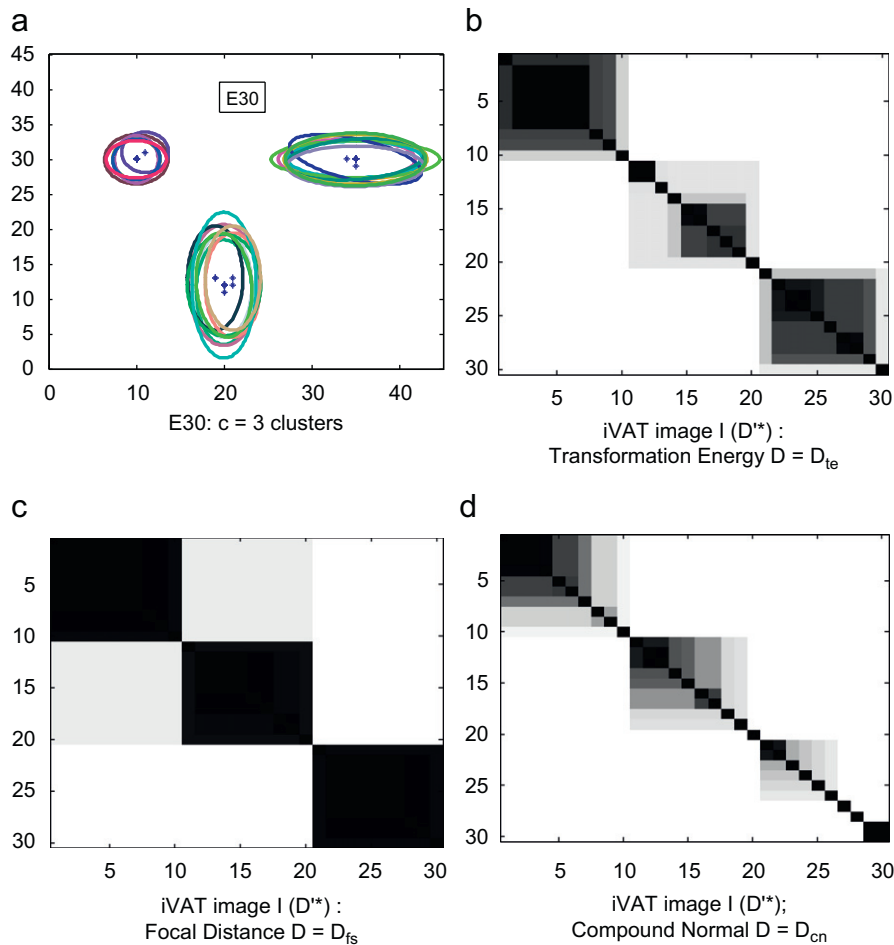 a
45
40
35
30
25
20
15
10
5
0
E30
0 10 20 30 40
E30: c = 3 clusters
b
5
10
15
20
25
30
5 10 15 20 25 30
iVAT image I (D'*) :
Transformation Energy D = Dte
c
5
10
15
20
25
30
5 10 15 20 25 30
iVAT image I (D'*) :
Focal Distance D = Dfs
d
5
10
15
20
25
30
5 10 15 20 25 30
iVAT image I (D'*);
Compound Normal D = Dcn